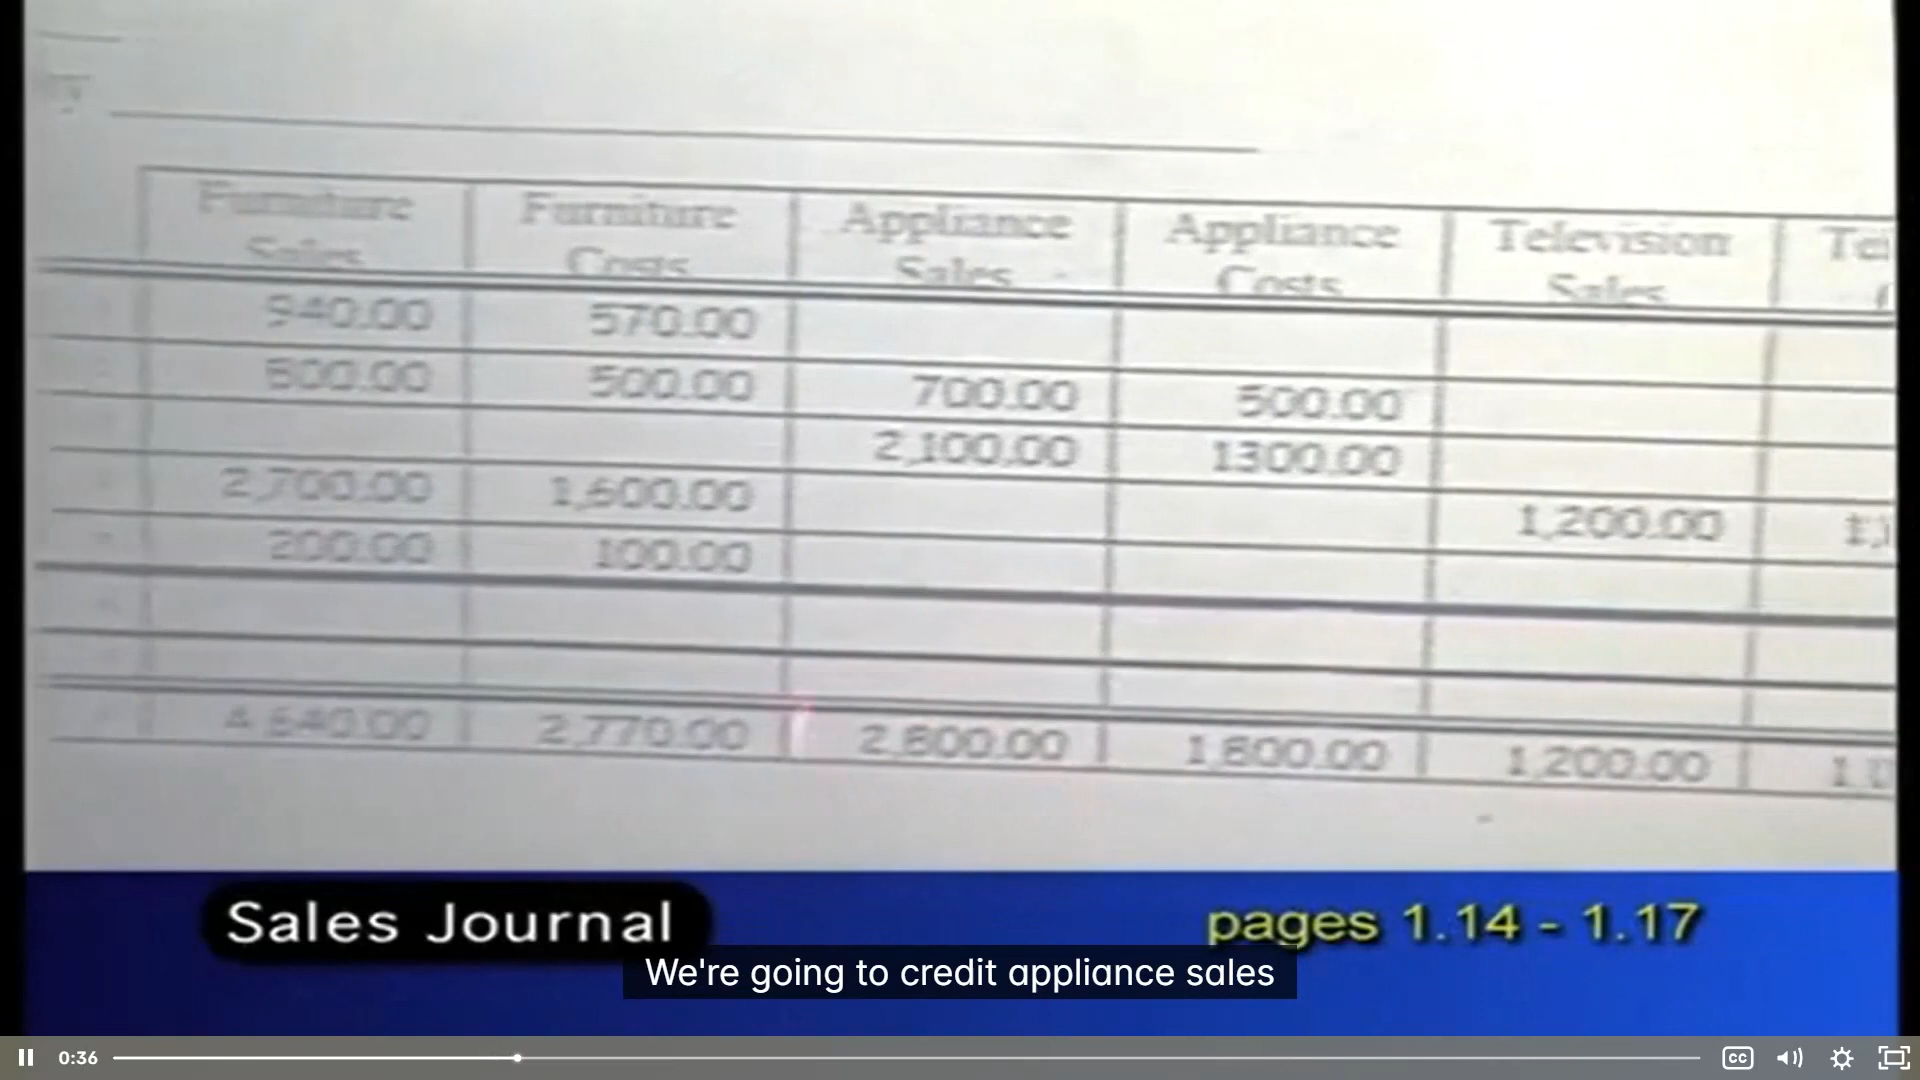 Furniture Sales Furniture Costs Appliance Sales Appliance Costs Television Sales
940.00 570.00
500.00 700.00 500.00
2,100.00 1300.00
2,700.00 1,600.00 1,200.00
200.00 100.00
4,640.00 2,770.00 2,800.00 1,800.00 1,200.00
Sales Journal pages 1.14 - 1.17
We're going to credit appliance sales
0:36 CC